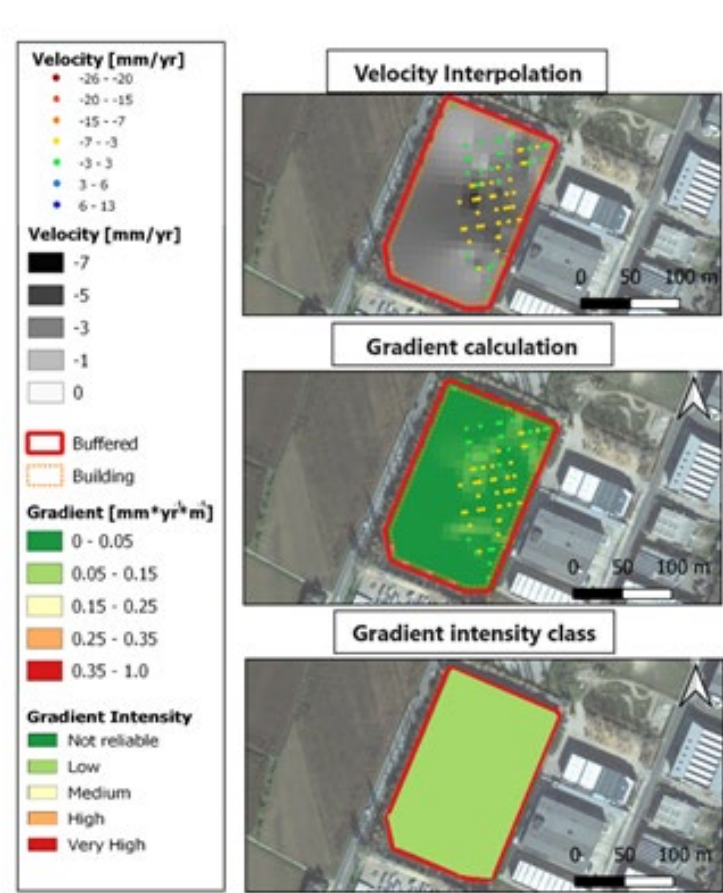 Velocity [mm/yr]
-26 - -20
-20 - -15
-15 - -7
-7 - -3
-3 - 3
3 - 6
6 - 13
Velocity [mm/yr]
-7
-5
-3
-1
0
Buffered
Building
Gradient [mm*yr⁻¹*m⁻¹]
0 - 0.05
0.05 - 0.15
0.15 - 0.25
0.25 - 0.35
0.35 - 1.0
Gradient Intensity
Not reliable
Low
Medium
High
Very High
Velocity Interpolation
0 50 100 m
Gradient calculation
0 50 100 m
Gradient intensity class
0 50 100 m